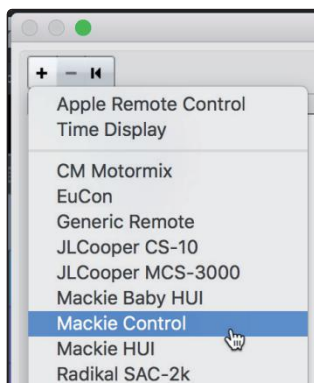 Apple Remote Control
Time Display
CM Motormix
EuCon
Generic Remote
JLCooper CS-10
JLCooper MCS-3000
Mackie Baby HUI
Mackie Control
Mackie HUI
Radikal SAC-2k